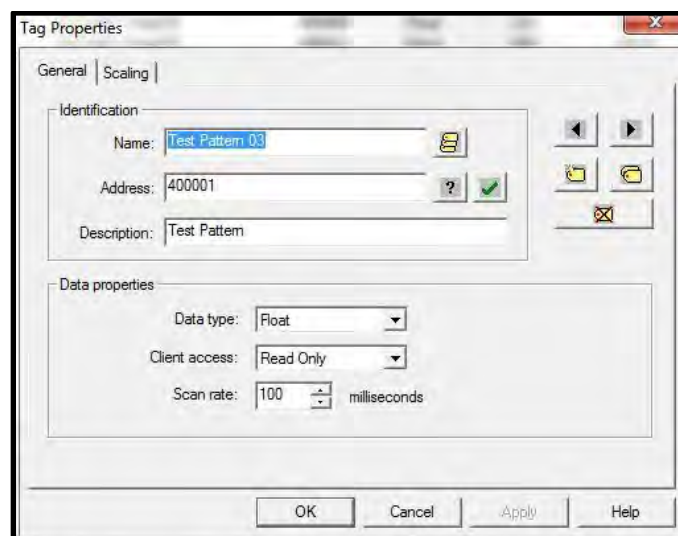 Tag Properties
General Scaling
Identification
Name: Test Pattern 03
Address: 400001 ?
Description: Test Pattern
Data properties
Data type: Float
Client access: Read Only
Scan rate: 100 milliseconds
OK Cancel Apply Help